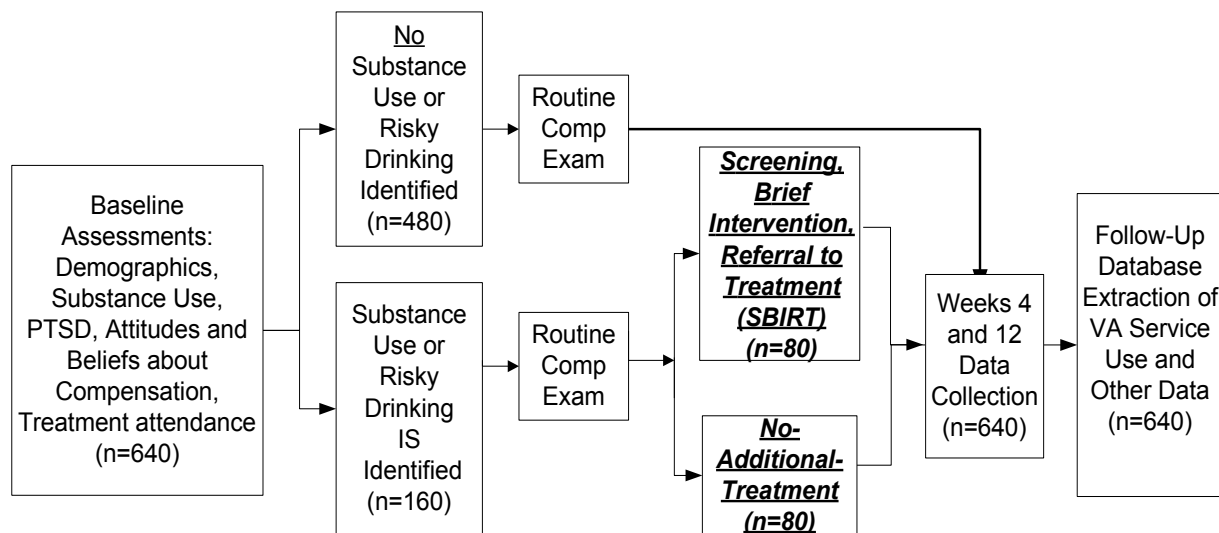 Baseline
Assessments:
Demographics,
Substance Use,
PTSD, Attitudes and
Beliefs about
Compensation,
Treatment attendance
(n=640)
No
Substance
Use or
Risky
Drinking
Identified
(n=480)
Routine
Comp
Exam
Substance
Use or
Risky
Drinking
IS
Identified
(n=160)
Routine
Comp
Exam
Screening,
Brief
Intervention,
Referral to
Treatment
(SBIRT)
(n=80)
No-
Additional-
Treatment
(n=80)
Weeks 4
and 12
Data
Collection
(n=640)
Follow-Up
Database
Extraction of
VA Service
Use and
Other Data
(n=640)